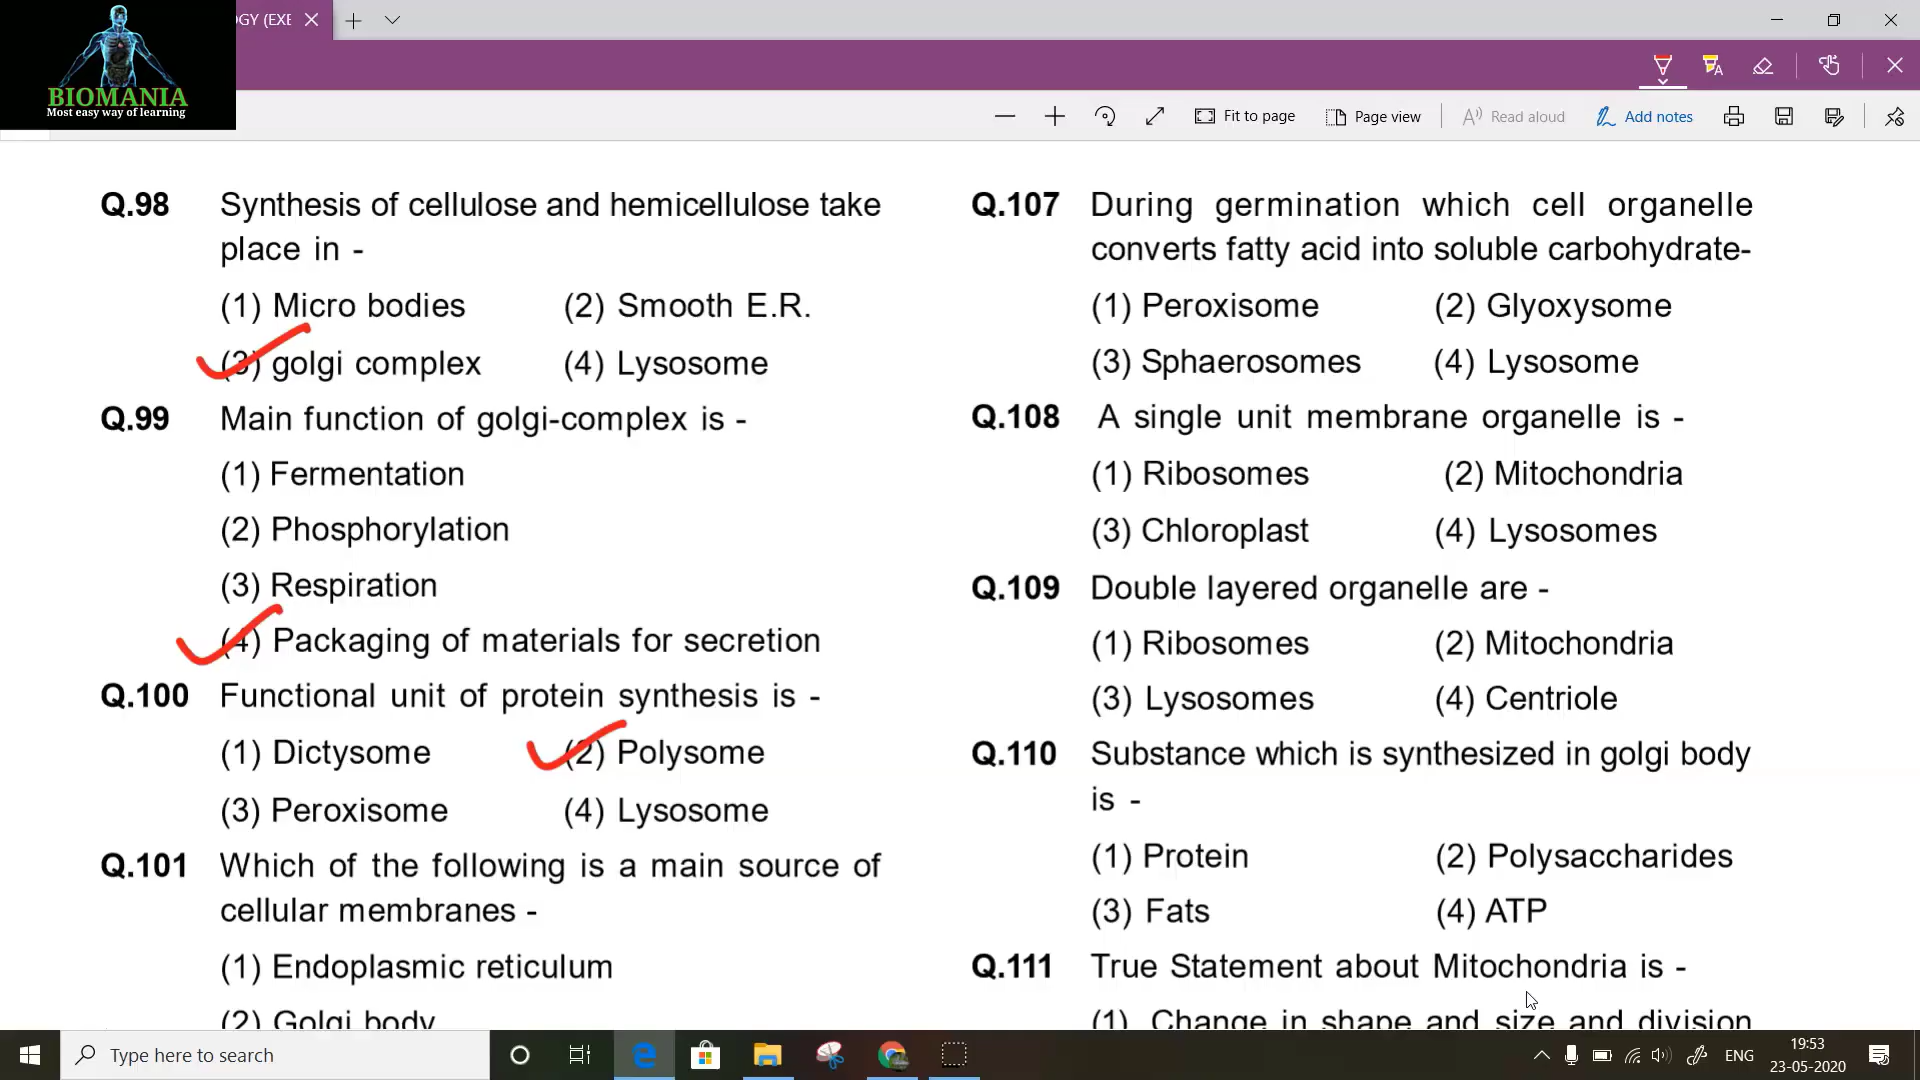 OGY (EXE
BIOMANIA
Most easy way of learning
Fit to page
Page view
Read aloud
Add notes
Q.98 Synthesis of cellulose and hemicellulose take
place in -
(1) Micro bodies (2) Smooth E.R.
(3) golgi complex (4) Lysosome
Q.99 Main function of golgi-complex is -
(1) Fermentation
(2) Phosphorylation
(3) Respiration
(4) Packaging of materials for secretion
Q.100 Functional unit of protein synthesis is -
(1) Dictysome (2) Polysome
(3) Peroxisome (4) Lysosome
Q.101 Which of the following is a main source of
cellular membranes -
(1) Endoplasmic reticulum
(2) Golgi body
Q.107 During germination which cell organelle
converts fatty acid into soluble carbohydrate-
(1) Peroxisome (2) Glyoxysome
(3) Sphaerosomes (4) Lysosome
Q.108 A single unit membrane organelle is -
(1) Ribosomes (2) Mitochondria
(3) Chloroplast (4) Lysosomes
Q.109 Double layered organelle are -
(1) Ribosomes (2) Mitochondria
(3) Lysosomes (4) Centriole
Q.110 Substance which is synthesized in golgi body
is -
(1) Protein (2) Polysaccharides
(3) Fats (4) ATP
Q.111 True Statement about Mitochondria is -
(1) Change in shape and size and division
Type here to search
ENG
19:53
23-05-2020